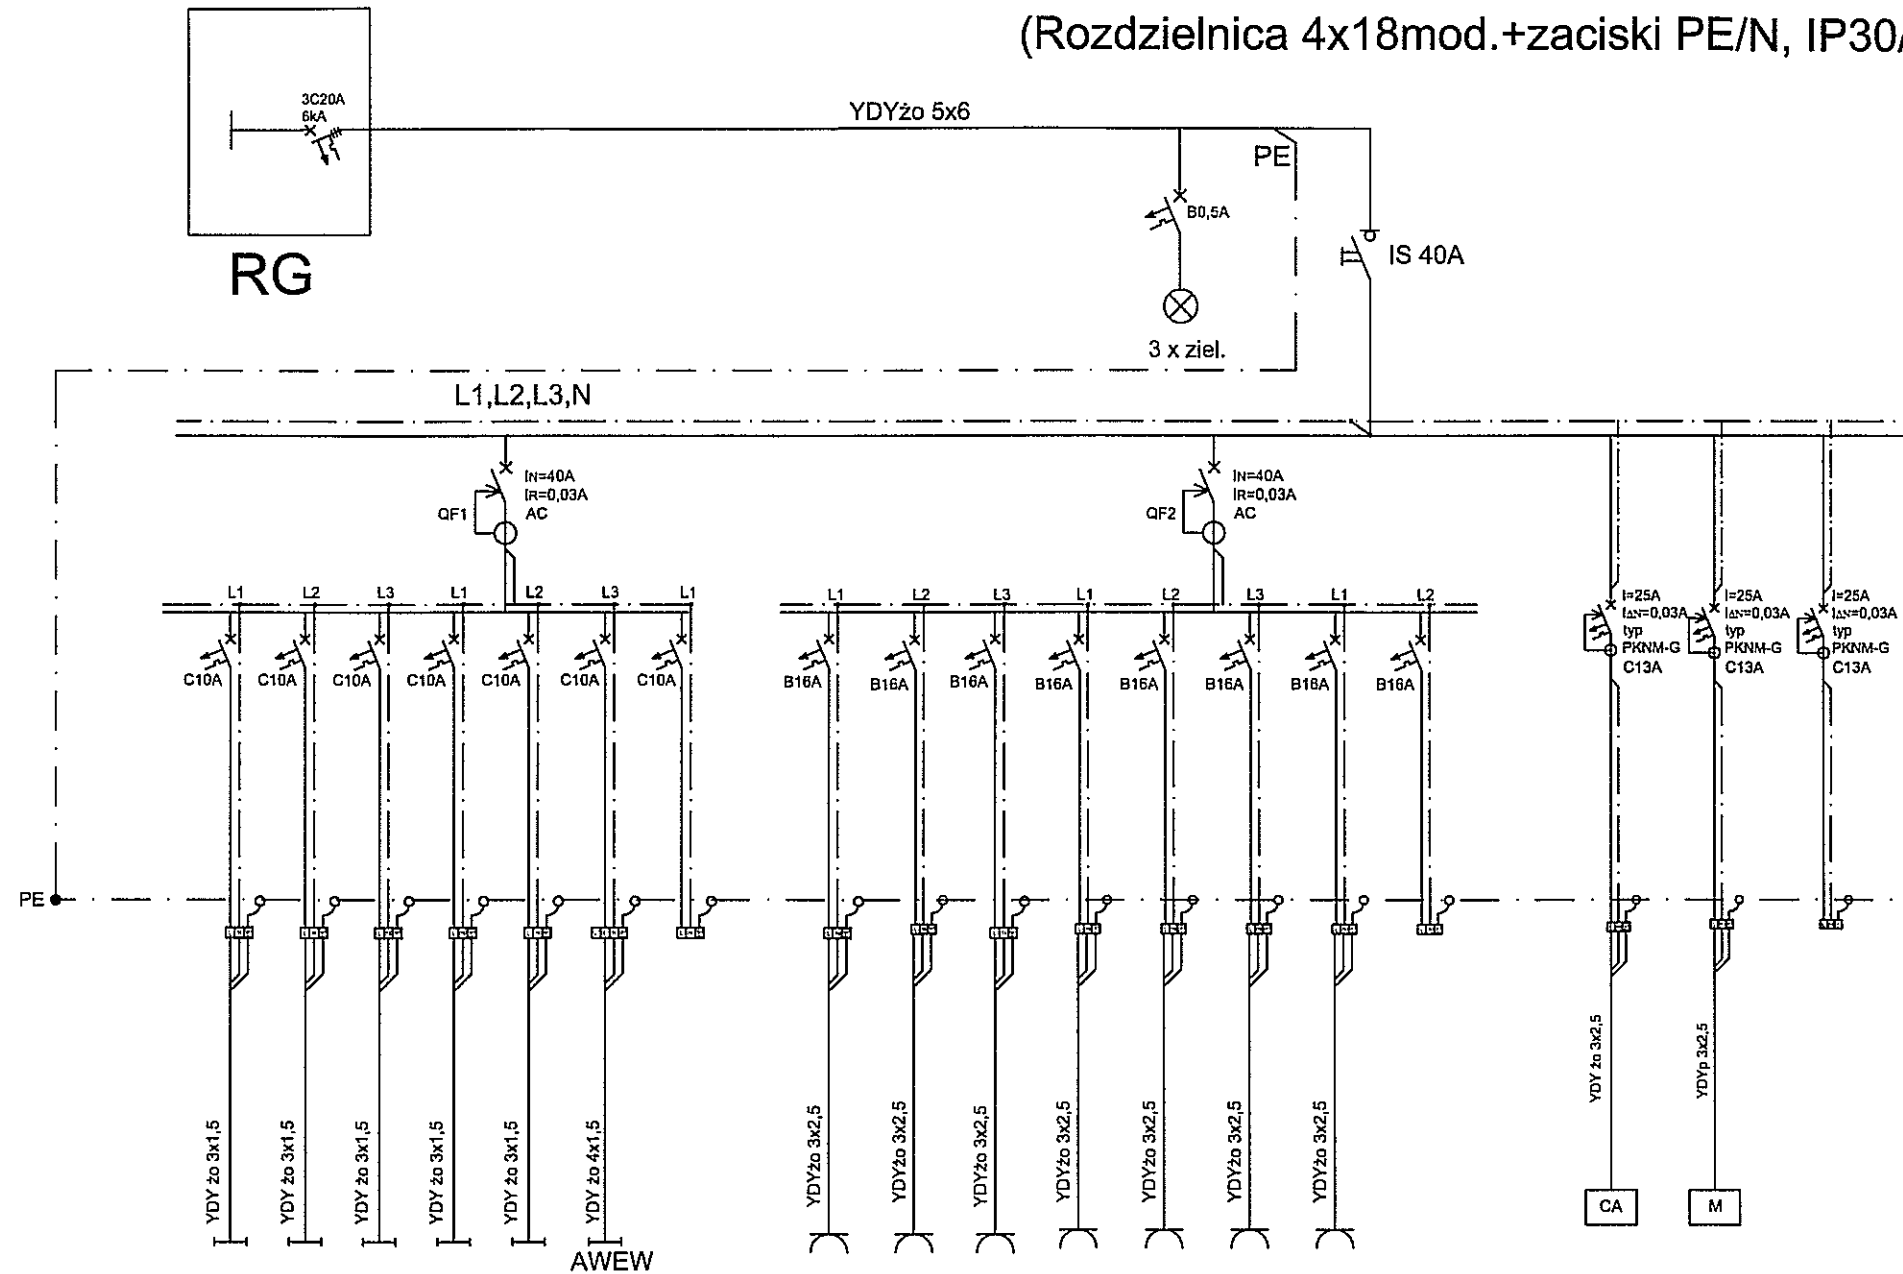 (Rozdzielnica 4x18mod.+zaciski PE/N, IP30/
3C20A
6kA
YDYżo 5x6
PE
B0,5A
RG
IS 40A
3 x ziel.
L1,L2,L3,N
IN=40A
IR=0,03A
AC
QF1
IN=40A
IR=0,03A
AC
QF2
L1
L2
L3
L1
L2
L3
L1
L1
L2
L3
L1
L2
L3
L1
L2
I=25A
IΔN=0,03A
typ
PKNM-G
C13A
I=25A
IΔN=0,03A
typ
PKNM-G
C13A
I=25A
IΔN=0,03A
typ
PKNM-G
C13A
C10A
C10A
C10A
C10A
C10A
C10A
C10A
B16A
B16A
B16A
B16A
B16A
B16A
B16A
B16A
PE
YDY żo 3x1,5
YDY żo 3x1,5
YDY żo 3x1,5
YDY żo 3x1,5
YDY żo 3x1,5
YDY żo 4x1,5
YDYżo 3x2,5
YDYżo 3x2,5
YDYżo 3x2,5
YDYżo 3x2,5
YDYżo 3x2,5
YDYżo 3x2,5
YDYżo 3x2,5
YDY żo 3x2,5
YDYp 3x2,5
CA
M
AWEW